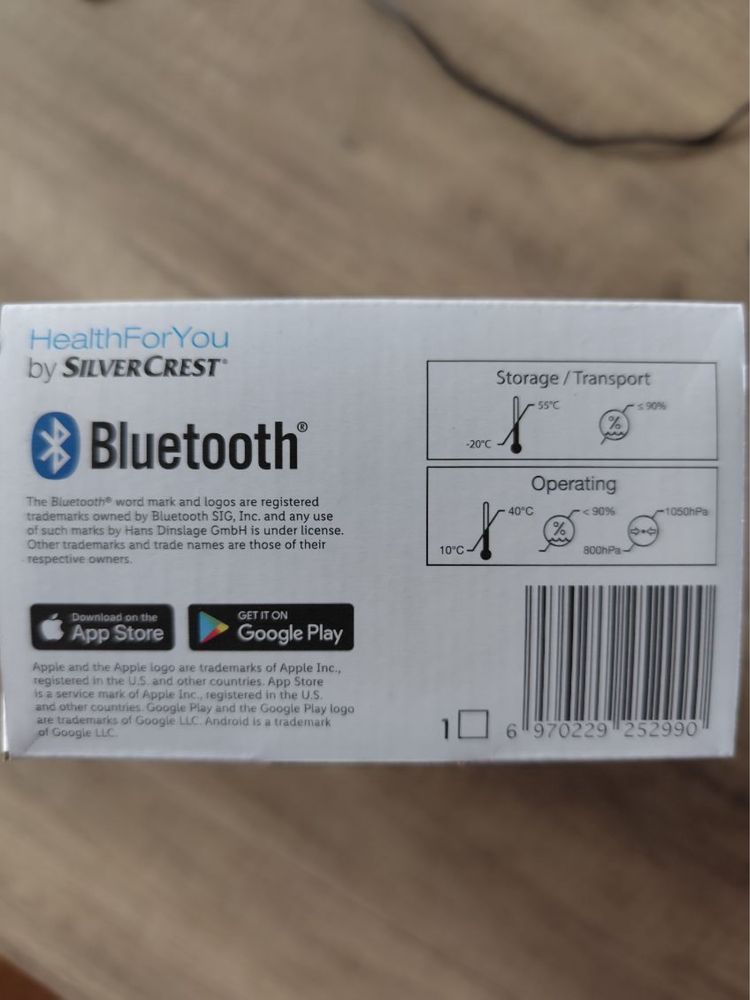 HealthForYou
by SILVERCREST®
Bluetooth®
The Bluetooth® word mark and logos are registered
trademarks owned by Bluetooth SIG, Inc. and any use
of such marks by Hans Dinslage GmbH is under license.
Other trademarks and trade names are those of their
respective owners.
Download on the
App Store
GET IT ON
Google Play
Apple and the Apple logo are trademarks of Apple Inc.,
registered in the U.S. and other countries. App Store
is a service mark of Apple Inc., registered in the U.S.
and other countries. Google Play and the Google Play logo
are trademarks of Google LLC. Android is a trademark
of Google LLC.
Storage / Transport
55°C
-20°C
%
≤ 90%
Operating
40°C
10°C
%
< 90%
1050hPa
800hPa
1
6 970229 252990